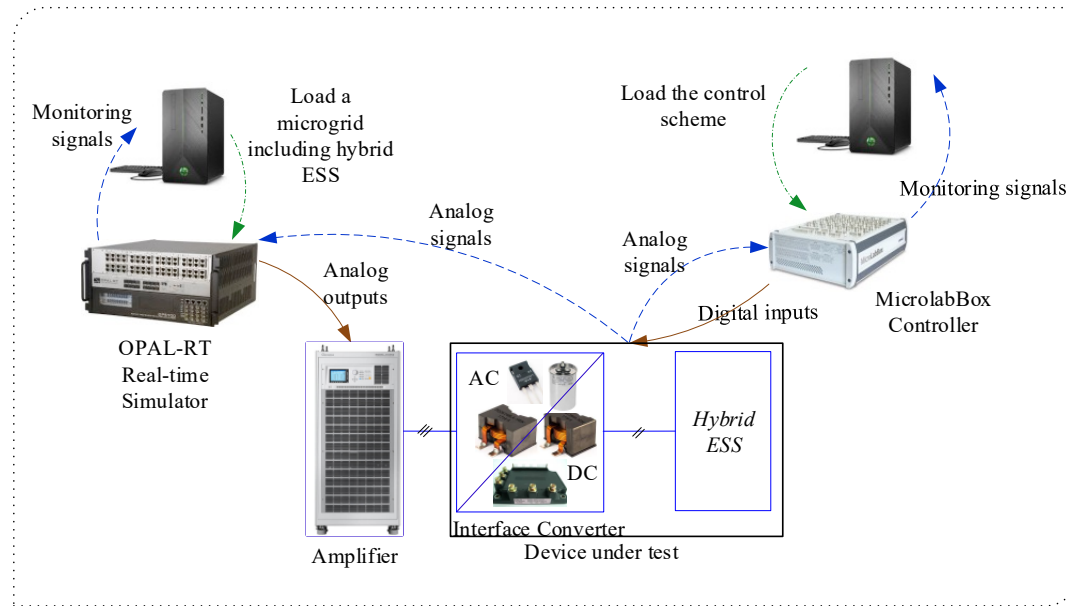 Monitoring
signals
Load a
microgrid
including hybrid
ESS
Load the control
scheme
Monitoring signals
Analog
signals
Analog
signals
Analog
outputs
Digital inputs
MicrolabBox
Controller
OPAL-RT
Real-time
Simulator
AC
DC
Hybrid
ESS
Interface Converter
Device under test
Amplifier